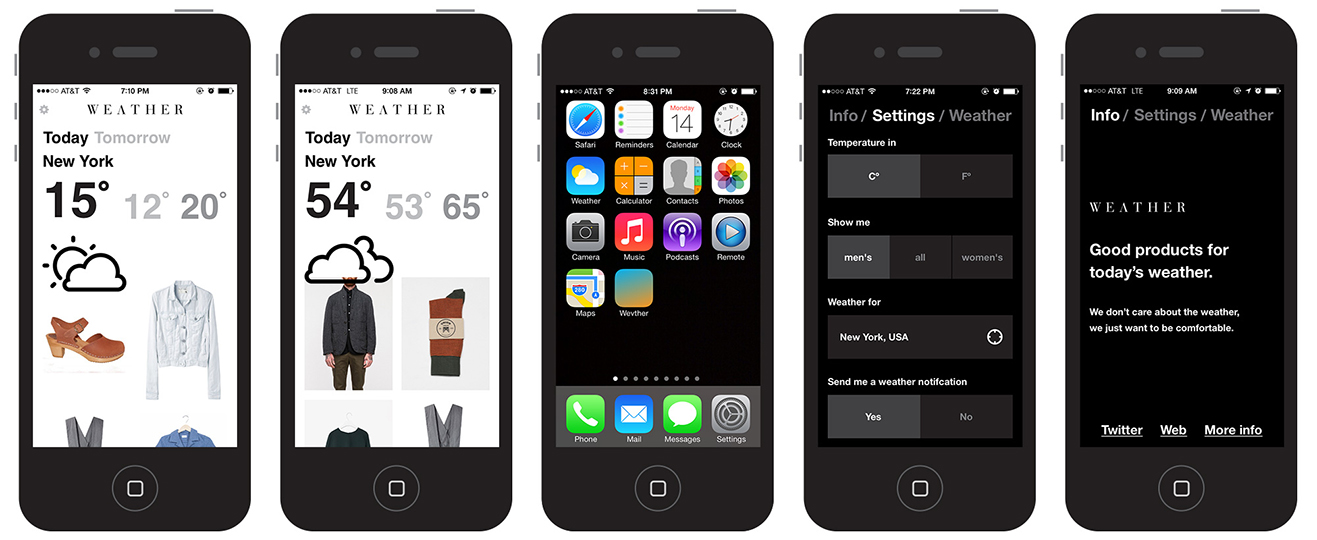 AT&T 7:10 PM
WEATHER
Today Tomorrow
New York
15° 12° 20°
AT&T LTE 9:08 AM
WEATHER
Today Tomorrow
New York
54° 53° 65°
AT&T 8:31 PM
Monday
14
Safari Reminders Calendar Clock
Weather Calculator Contacts Photos
Camera Music Podcasts Remote
280
Maps Wevther
Phone Mail Messages Settings
AT&T 7:22 PM
Info / Settings / Weather
Temperature in
C° F°
Show me
men's all women's
Weather for
New York, USA
Send me a weather notifcation
Yes No
AT&T LTE 9:09 AM
Info / Settings / Weather
WEATHER
Good products for
today's weather.
We don't care about the weather,
we just want to be comfortable.
Twitter Web More info